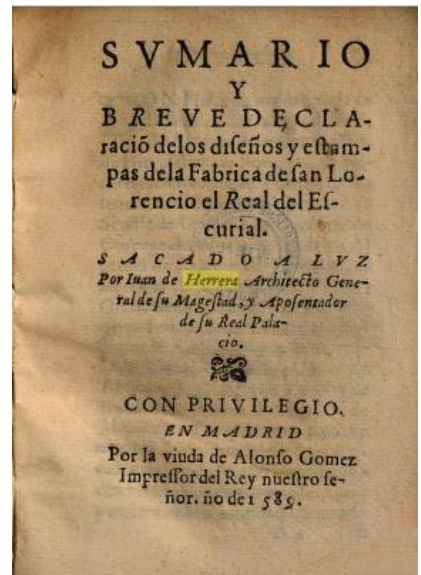 SVMARIO
Y
BREVE DECLA-
raciõ delos diſeños y eſtam-
pas dela Fabrica de ſan Lo-
rencio el Real del Eſ-
curial.
SACADO A LVZ
Por Iuan de Herrera Architecto Gene-
ral de ſu Mageſtad, y Apoſentador
de ſu Real Pala-
cio.
CON PRIVILEGIO.
EN MADRID
Por la viuda de Alonſo Gomez
Impreſſor del Rey nueſtro ſe-
ñor. ño de 1589.